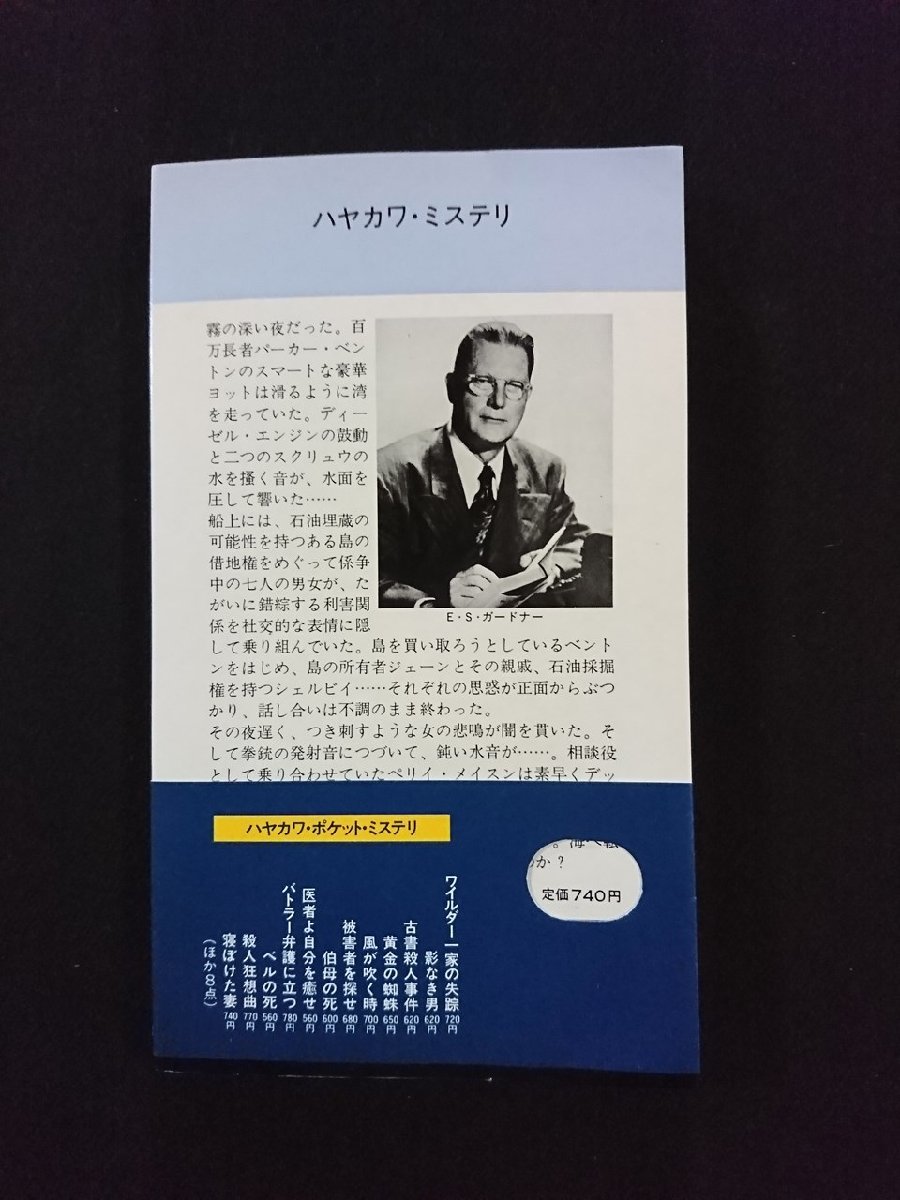 ハヤカワ・ミステリ
霧の深い夜だった。百
万長者パーカー・ベン
トンのスマートな豪華
ヨットは滑るように湾
を走っていた。ディー
ゼル・エンジンの鼓動
と二つのスクリュウの
水を掻く音が、水面を
圧して響いた……
船上には、石油埋蔵の
可能性を持つある島の
借地権をめぐって係争
中の七人の男女が、た
がいに錯綜する利害関
係を社交的な表情に隠
して乗り組んでいた。島を買い取ろうとしているベント
ンをはじめ、島の所有者ジェーンとその親戚、石油採掘
権を持つシェルビイ……それぞれの思惑が正面からぶつ
かり、話し合いは不調のまま終わった。
その夜遅く、つき刺すような女の悲鳴が闇を貫いた。そ
して拳銃の発射音につづいて、鈍い水音が……。相談役
として乗り合わせていたペリイ・メイスンは素早くデッ
E・S・ガードナー
ハヤカワ・ポケット・ミステリ
。海へ転
か？
定価740円
ワイルダー一家の失踪 720円
影なき男 620円
古書殺人事件 620円
黄金の蜘蛛 650円
風が吹く時 700円
被害者を探せ 680円
伯母の死 600円
医者よ自分を癒せ 560円
バトラー弁護に立つ 780円
ベルの死 560円
殺人狂想曲 770円
寝ぼけた妻 740円
(ほか8点)